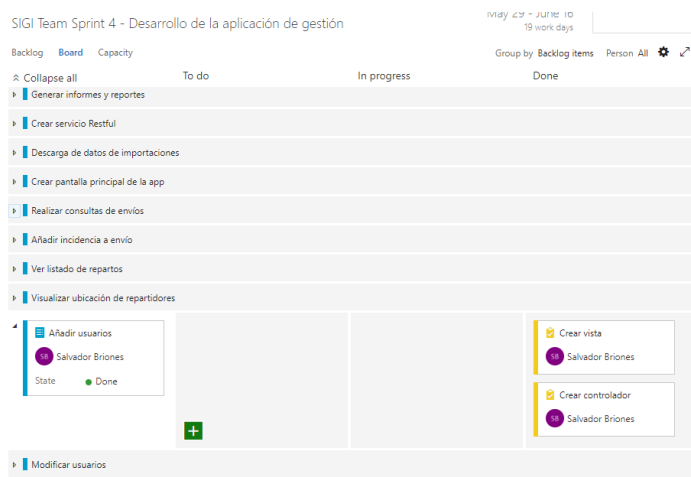 SIGI Team Sprint 4 - Desarrollo de la aplicación de gestión
May 29 - June 16
19 work days
Backlog Board Capacity
Group by Backlog items Person All
Collapse all To do In progress Done
Generar informes y reportes
Crear servicio Restful
Descarga de datos de importaciones
Crear pantalla principal de la app
Realizar consultas de envíos
Añadir incidencia a envío
Ver listado de repartos
Visualizar ubicación de repartidores
Añadir usuarios
SB Salvador Briones
State Done
Crear vista
SB Salvador Briones
Crear controlador
SB Salvador Briones
Modificar usuarios